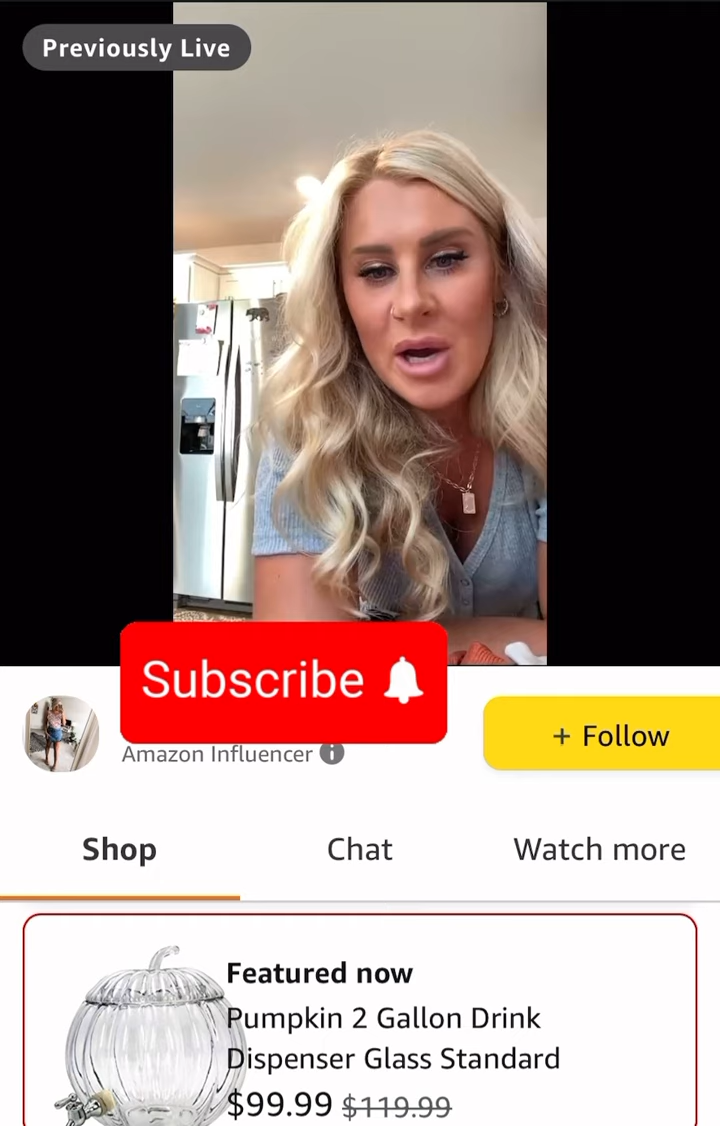 Previously Live
Subscribe
Amazon Influencer
+ Follow
Shop
Chat
Watch more
Featured now
Pumpkin 2 Gallon Drink
Dispenser Glass Standard
$99.99 $119.99